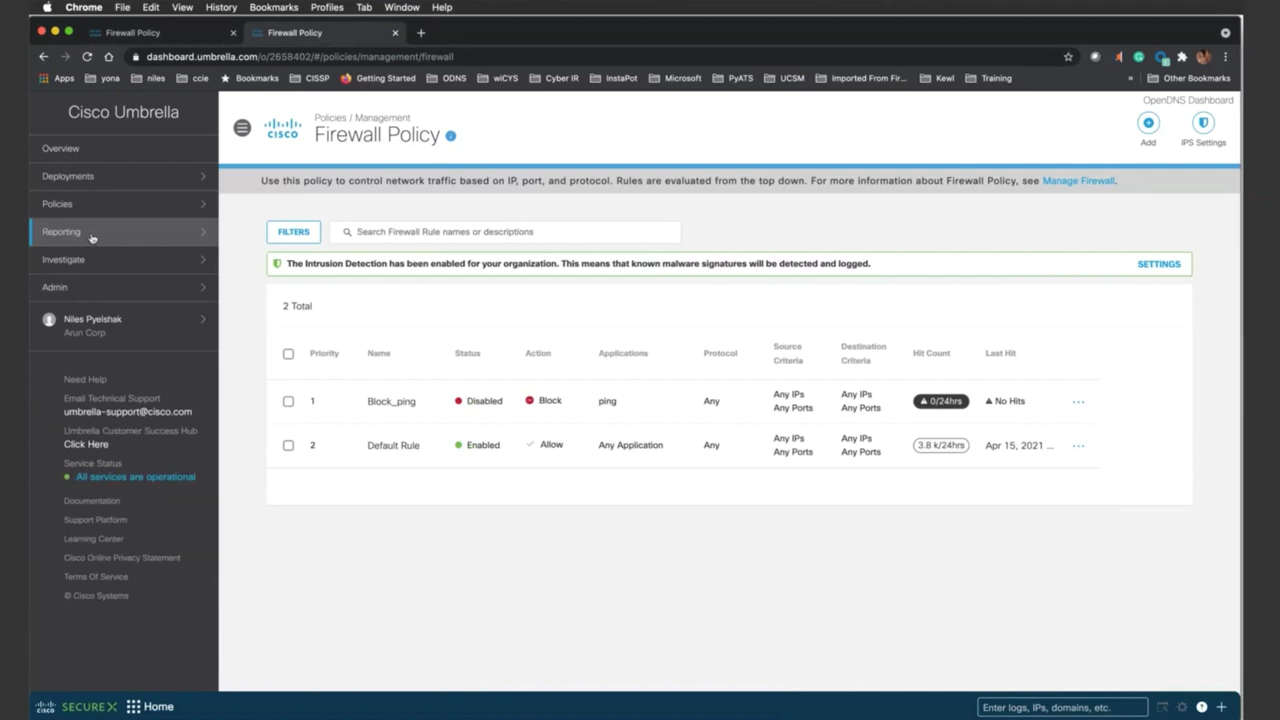 Chrome File Edit View History Bookmarks Profiles Tab Window Help
Firewall Policy
Firewall Policy
dashboard.umbrella.com/o/2658402/#/policies/management/firewall
Apps yona niles ccie Bookmarks CISSP Getting Started ODNS wiCYS Cyber IR InstaPot Microsoft PyATS UCSM Imported From Fir... Kewl Training » Other Bookmarks
Cisco Umbrella
Overview
Deployments
Policies
Reporting
Investigate
Admin
Niles Pyelshak
Arun Corp
Need Help
Email Technical Support
umbrella-support@cisco.com
Umbrella Customer Success Hub
Click Here
Service Status
All services are operational
Documentation
Support Platform
Learning Center
Cisco Online Privacy Statement
Terms Of Service
© Cisco Systems
OpenDNS Dashboard
CISCO
Policies / Management
Firewall Policy
Add
IPS Settings
Use this policy to control network traffic based on IP, port, and protocol. Rules are evaluated from the top down. For more information about Firewall Policy, see Manage Firewall.
FILTERS
Search Firewall Rule names or descriptions
The Intrusion Detection has been enabled for your organization. This means that known malware signatures will be detected and logged.
SETTINGS
2 Total
Priority Name Status Action Applications Protocol Source Criteria Destination Criteria Hit Count Last Hit
1 Block_ping Disabled Block ping Any Any IPs Any Ports Any IPs Any Ports 0/24hrs No Hits ...
2 Default Rule Enabled Allow Any Application Any Any IPs Any Ports Any IPs Any Ports 3.8 k/24hrs Apr 15, 2021 ... ...
CISCO SECUREX Home
Enter logs, IPs, domains, etc.